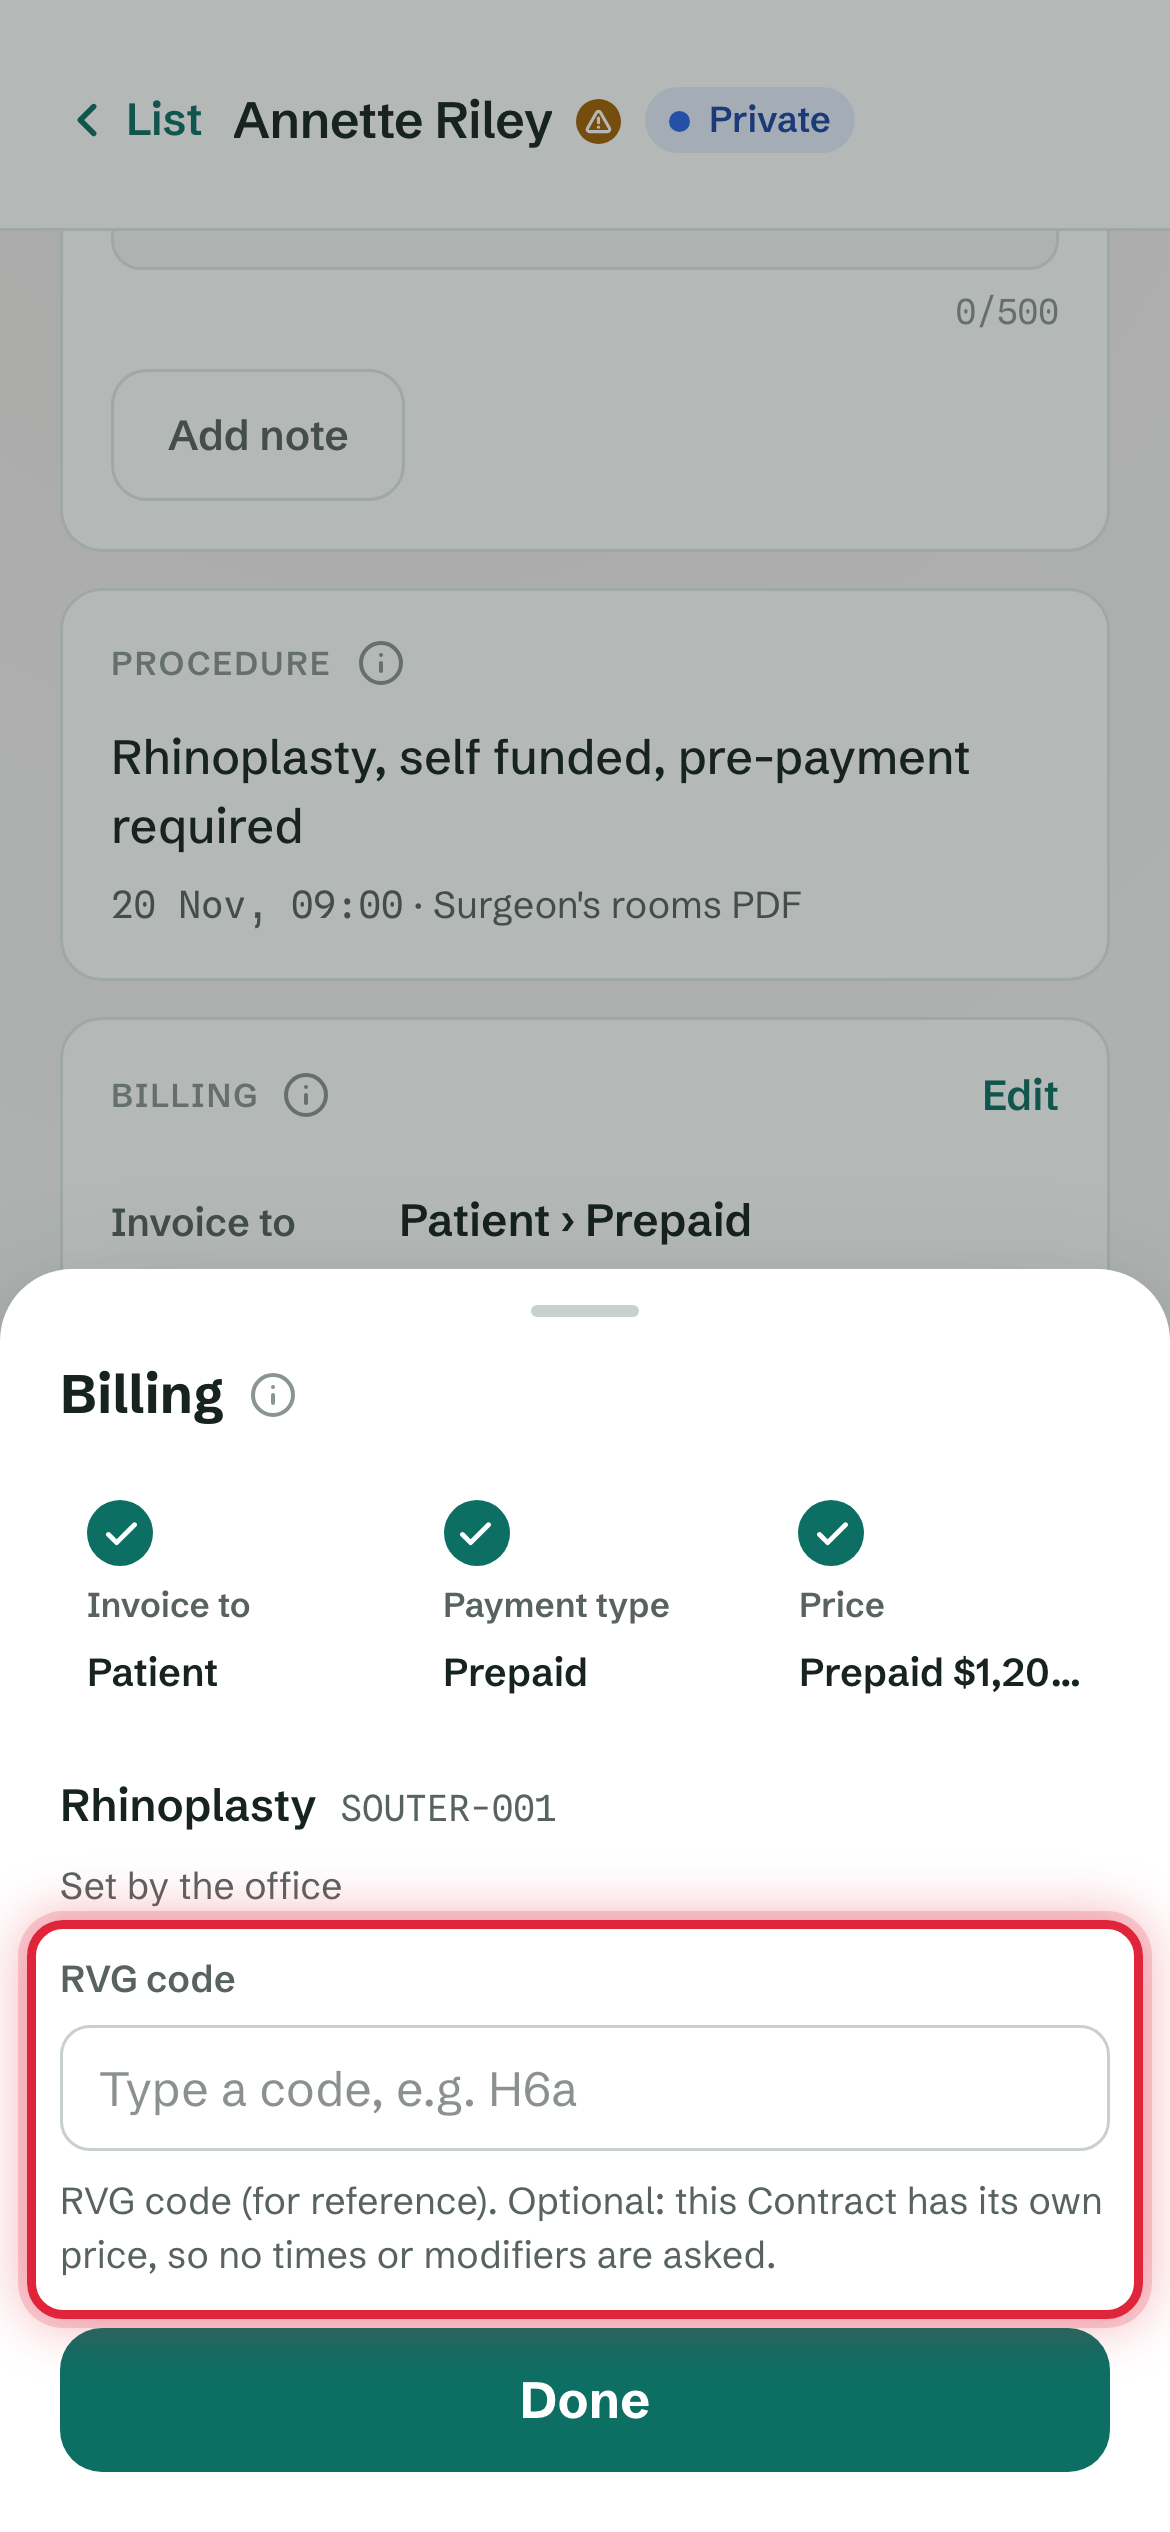 List Annette Riley Private
0/500
Add note
PROCEDURE
Rhinoplasty, self funded, pre-payment
required
20 Nov, 09:00 · Surgeon's rooms PDF
BILLING
Edit
Invoice to Patient › Prepaid
Billing
Invoice to Payment type Price
Patient Prepaid Prepaid $1,20...
Rhinoplasty SOUTER-001
Set by the office
RVG code
Type a code, e.g. H6a
RVG code (for reference). Optional: this Contract has its own
price, so no times or modifiers are asked.
Done